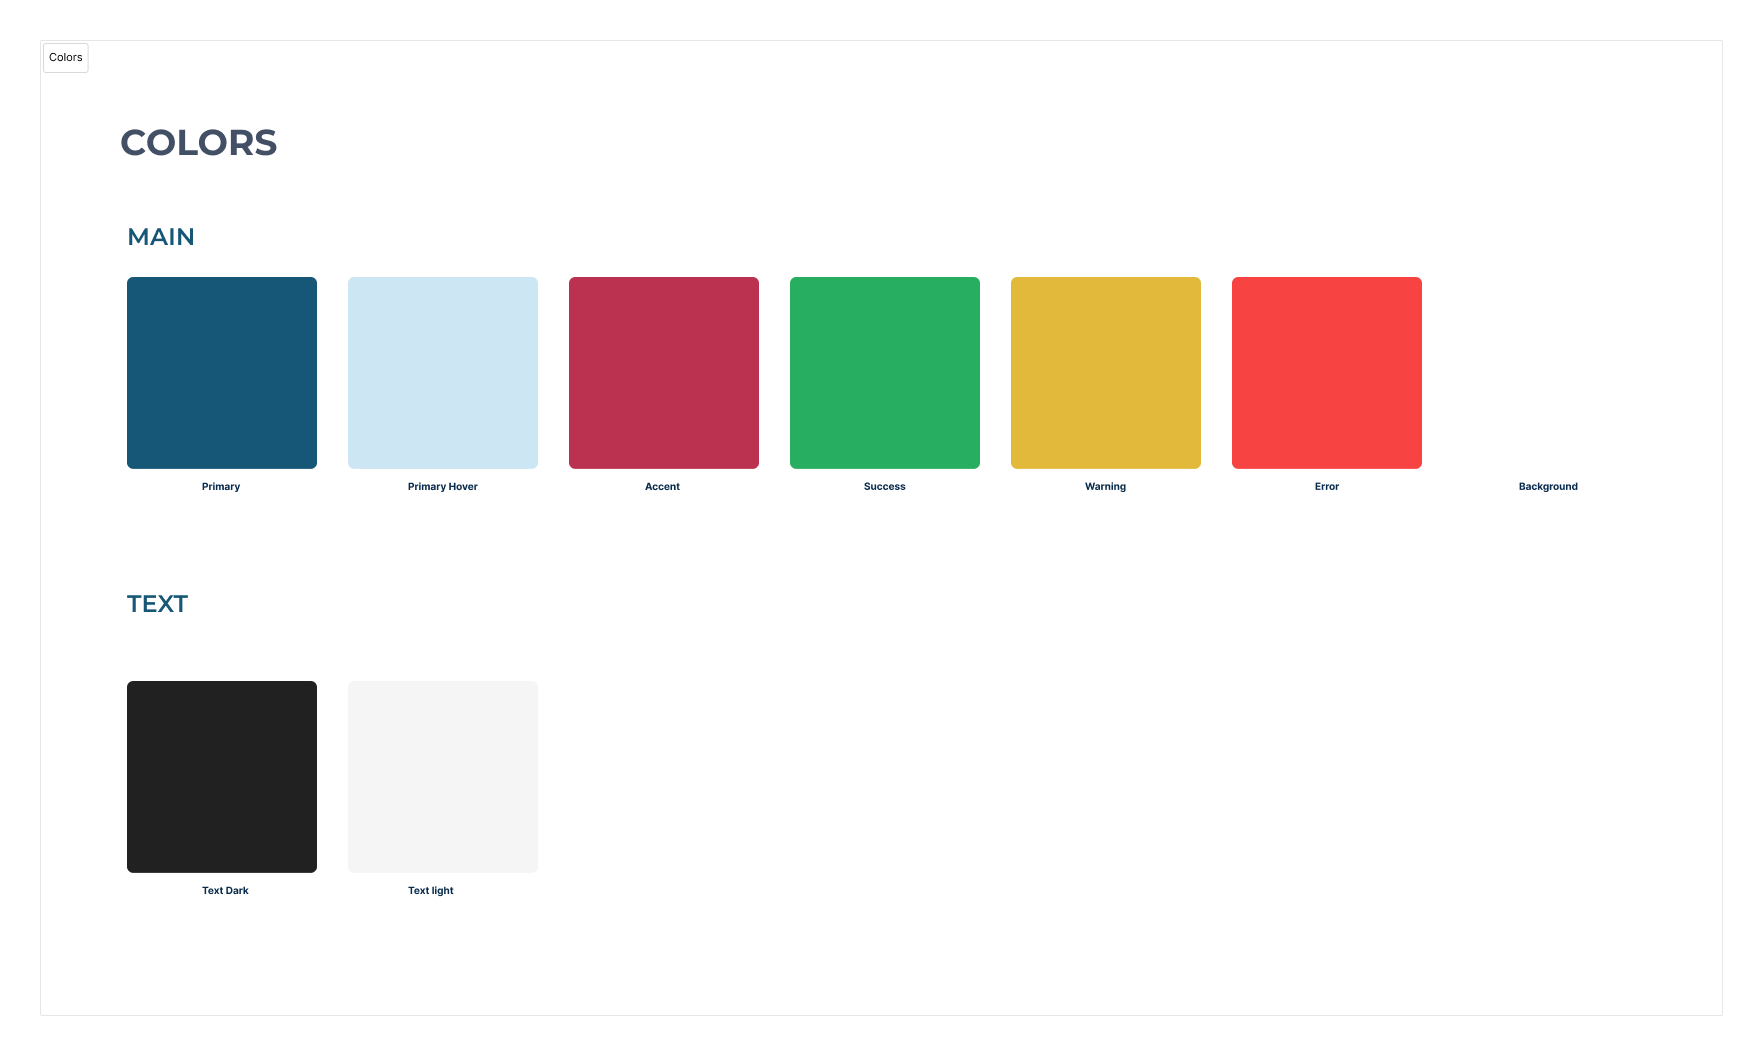 Colors
COLORS
MAIN
Primary
Primary Hover
Accent
Success
Warning
Error
Background
TEXT
Text Dark
Text light